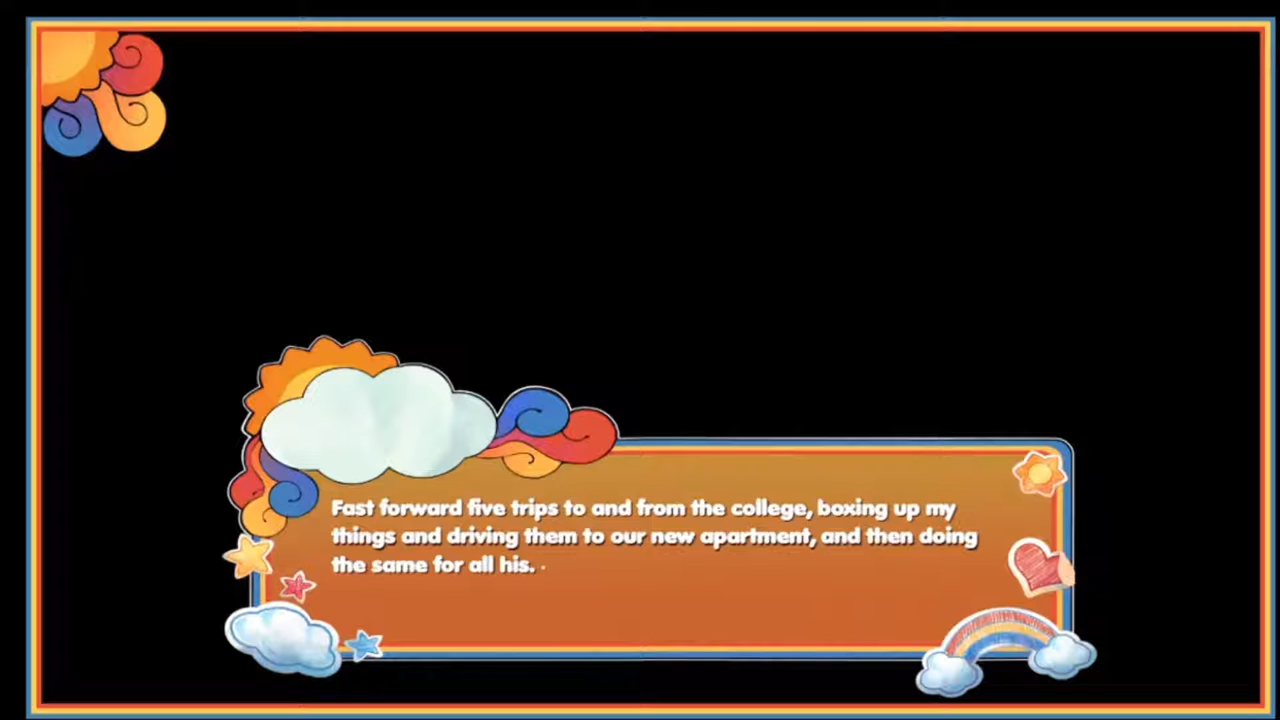 Fast forward five trips to and from the college, boxing up my
things and driving them to our new apartment, and then doing
the same for all his.